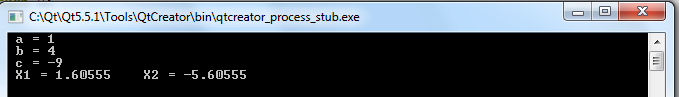 C:\Qt\Qt5.5.1\Tools\QtCreator\bin\qtcreator_process_stub.exe
a = 1
b = 4
c = -9
X1 = 1.60555    X2 = -5.60555